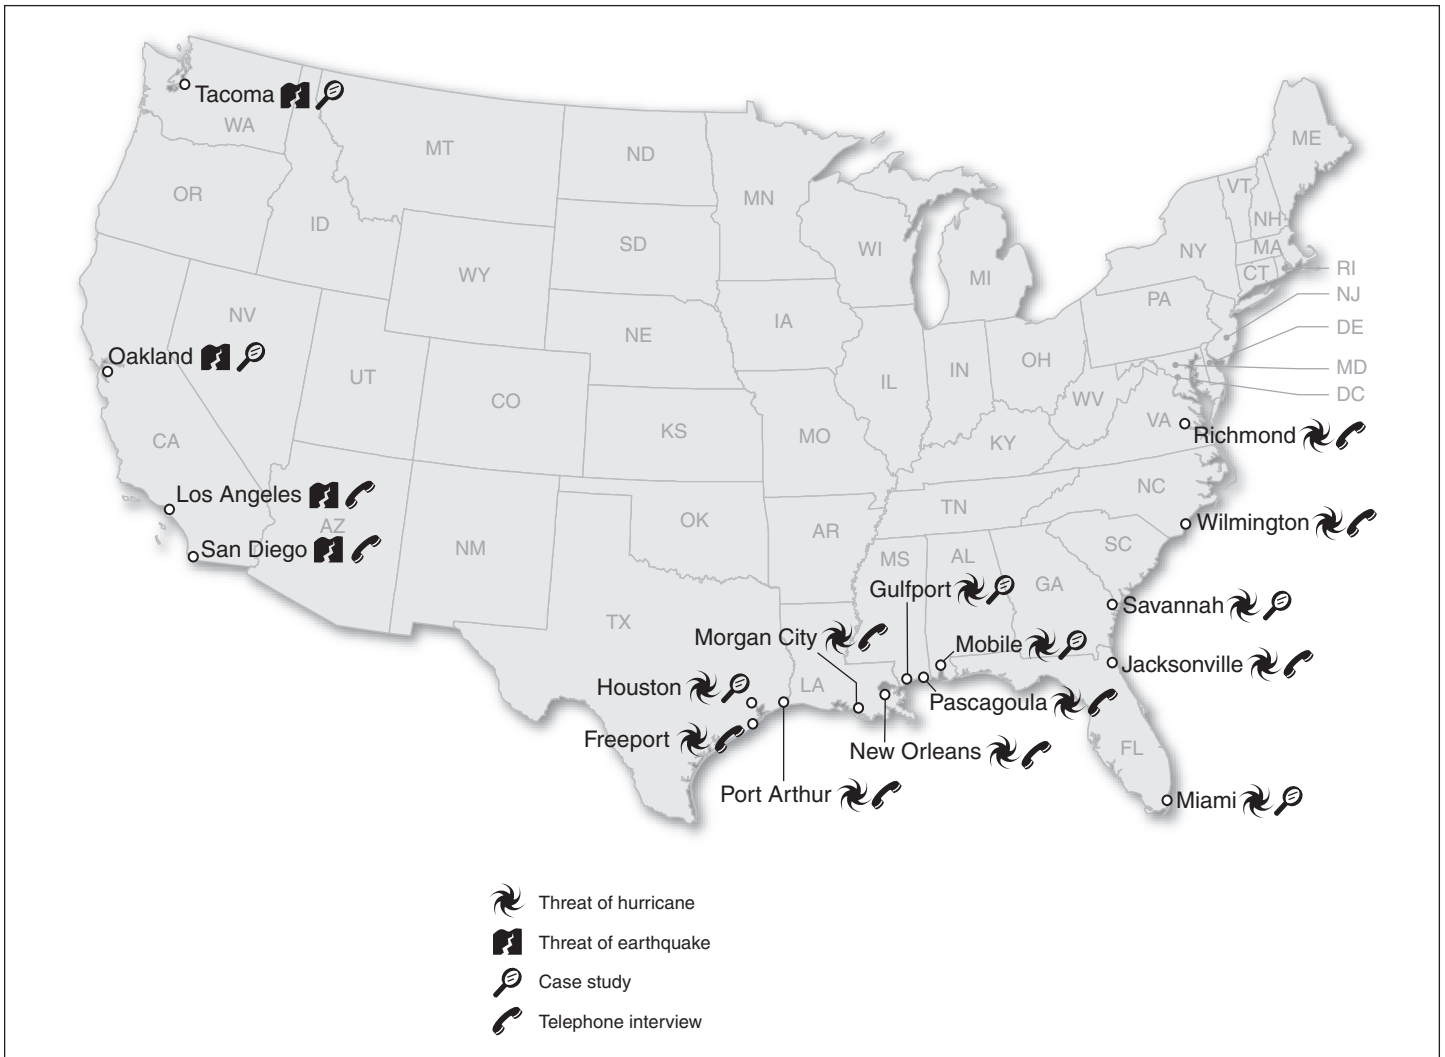 Tacoma
WA
MT
ND
MN
ME
OR
ID
SD
WI
MI
VT
NH
NY
MA
CT
RI
WY
NV
NE
IA
PA
NJ
DE
Oakland
UT
CO
IL
IN
OH
MD
DC
WV
CA
KS
MO
KY
VA
Richmond
Los Angeles
AZ
San Diego
NM
OK
AR
TN
NC
Wilmington
MS
AL
SC
GA
Gulfport
Savannah
TX
Morgan City
Mobile
Jacksonville
Houston
LA
Pascagoula
Freeport
New Orleans
FL
Port Arthur
Miami
Threat of hurricane
Threat of earthquake
Case study
Telephone interview